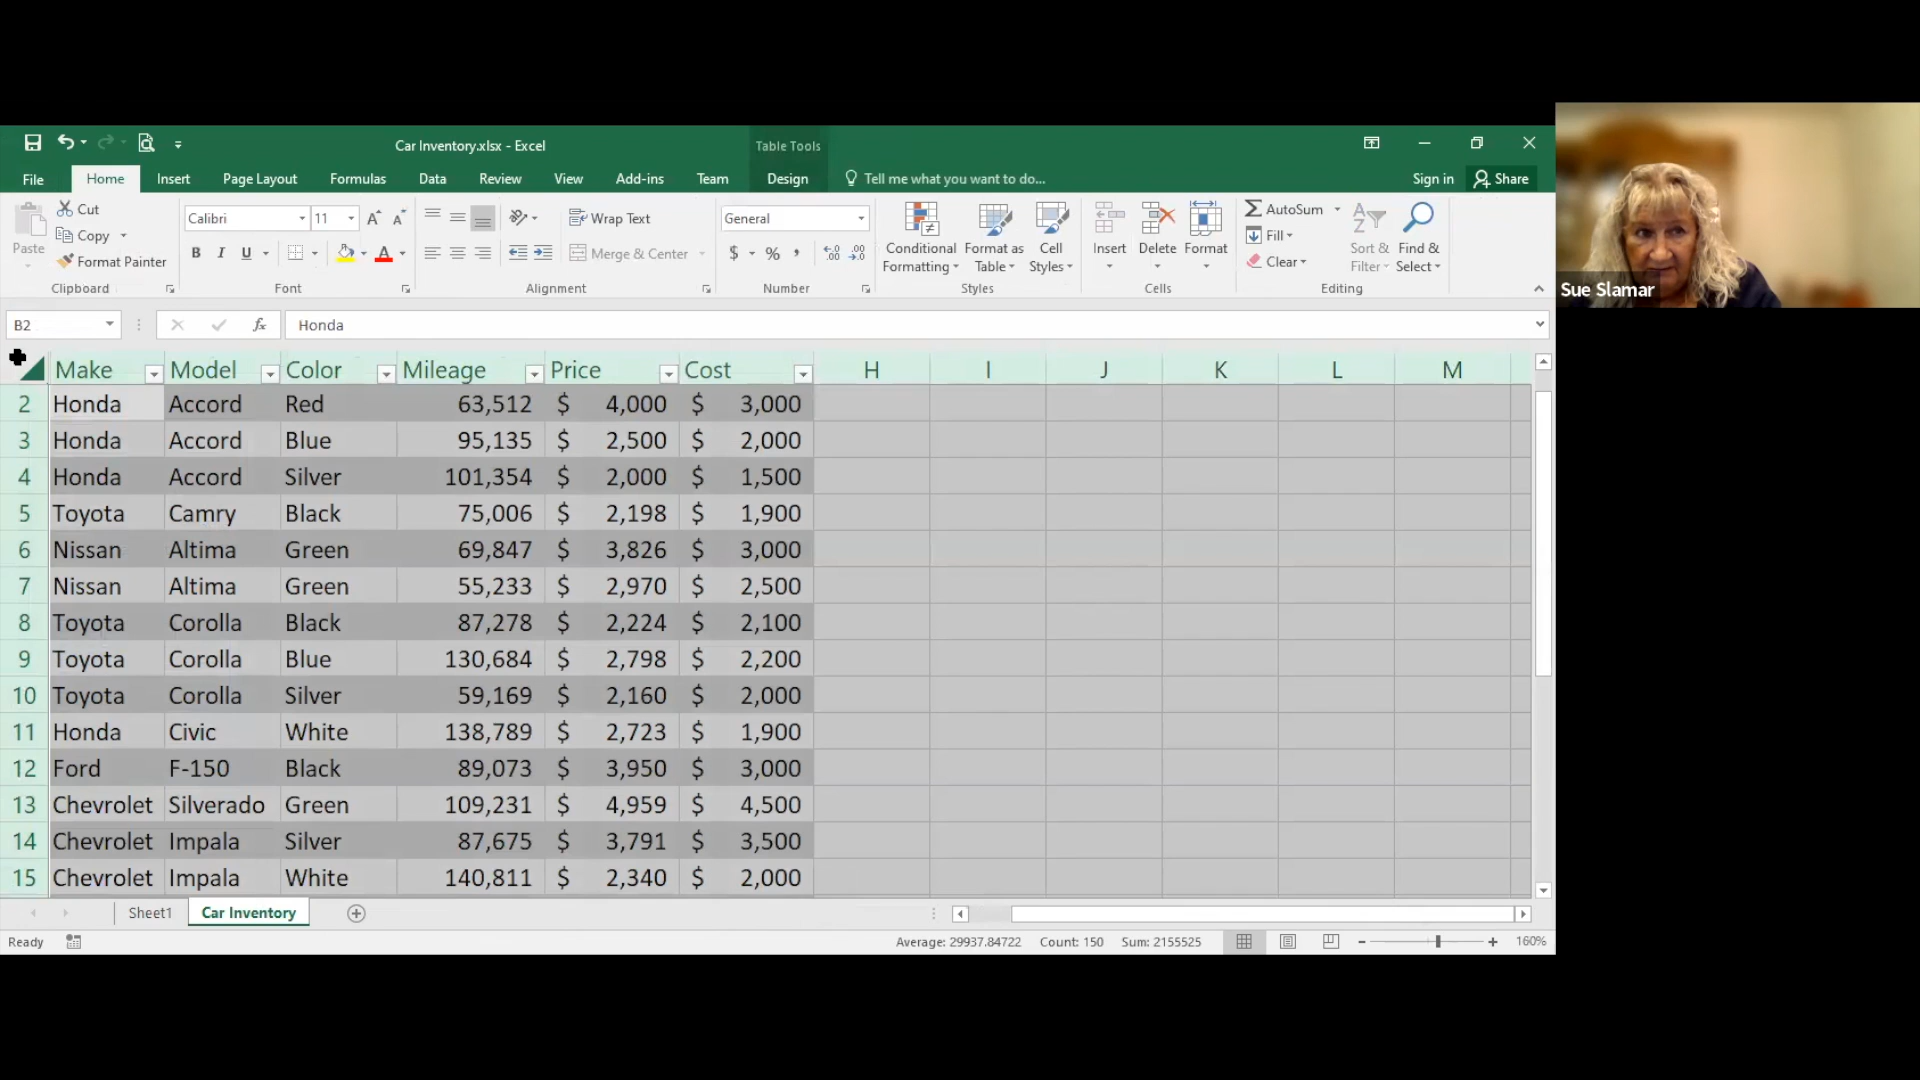 Car Inventory.xlsx - Excel
Table Tools
File Home Insert Page Layout Formulas Data Review View Add-ins Team Design Tell me what you want to do... Sign in Share
Paste
Cut
Copy
Format Painter
Clipboard
Calibri 11
B I U A
Font
Wrap Text
Merge & Center
Alignment
General
$ % ,
Number
Conditional
Formatting
Format as
Table
Cell
Styles
Styles
Insert
Delete
Format
Cells
AutoSum
Fill
Clear
Sort &
Filter
Find &
Select
Editing
Sue Slamar
B2 fx Honda
Make Model Color Mileage Price Cost H I J K L M
2 Honda Accord Red 63,512 $ 4,000 $ 3,000
3 Honda Accord Blue 95,135 $ 2,500 $ 2,000
4 Honda Accord Silver 101,354 $ 2,000 $ 1,500
5 Toyota Camry Black 75,006 $ 2,198 $ 1,900
6 Nissan Altima Green 69,847 $ 3,826 $ 3,000
7 Nissan Altima Green 55,233 $ 2,970 $ 2,500
8 Toyota Corolla Black 87,278 $ 2,224 $ 2,100
9 Toyota Corolla Blue 130,684 $ 2,798 $ 2,200
10 Toyota Corolla Silver 59,169 $ 2,160 $ 2,000
11 Honda Civic White 138,789 $ 2,723 $ 1,900
12 Ford F-150 Black 89,073 $ 3,950 $ 3,000
13 Chevrolet Silverado Green 109,231 $ 4,959 $ 4,500
14 Chevrolet Impala Silver 87,675 $ 3,791 $ 3,500
15 Chevrolet Impala White 140,811 $ 2,340 $ 2,000
Sheet1 Car Inventory
Ready Average: 29937.84722 Count: 150 Sum: 2155525 160%